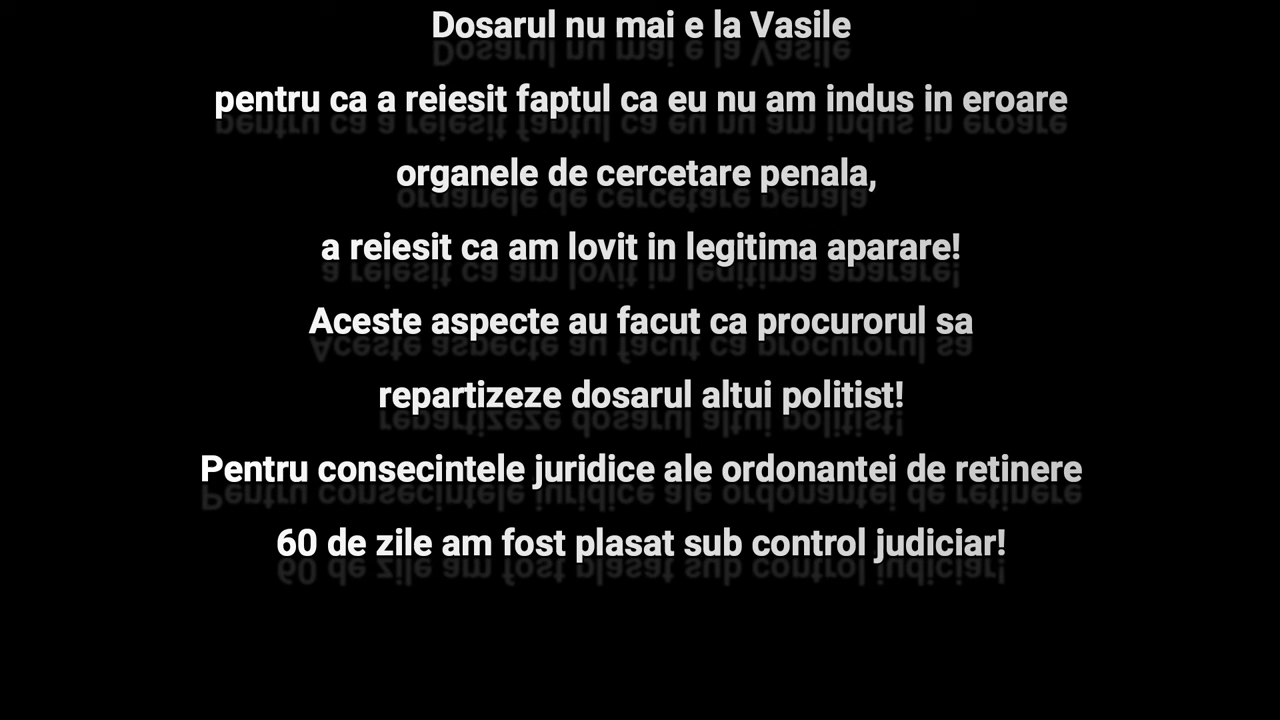 Dosarul nu mai e la Vasile
pentru ca a reiesit faptul ca eu nu am indus in eroare
organele de cercetare penala,
a reiesit ca am lovit in legitima aparare!
Aceste aspecte au facut ca procurorul sa
repartizeze dosarul altui politist!
Pentru consecintele juridice ale ordonantei de retinere
60 de zile am fost plasat sub control judiciar!